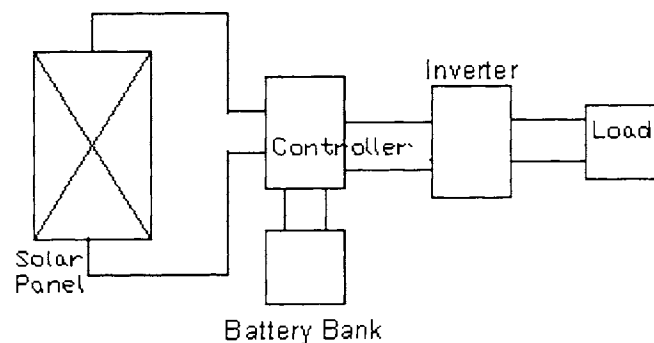 Solar
Panel
Controller
Battery Bank
Inverter
Load